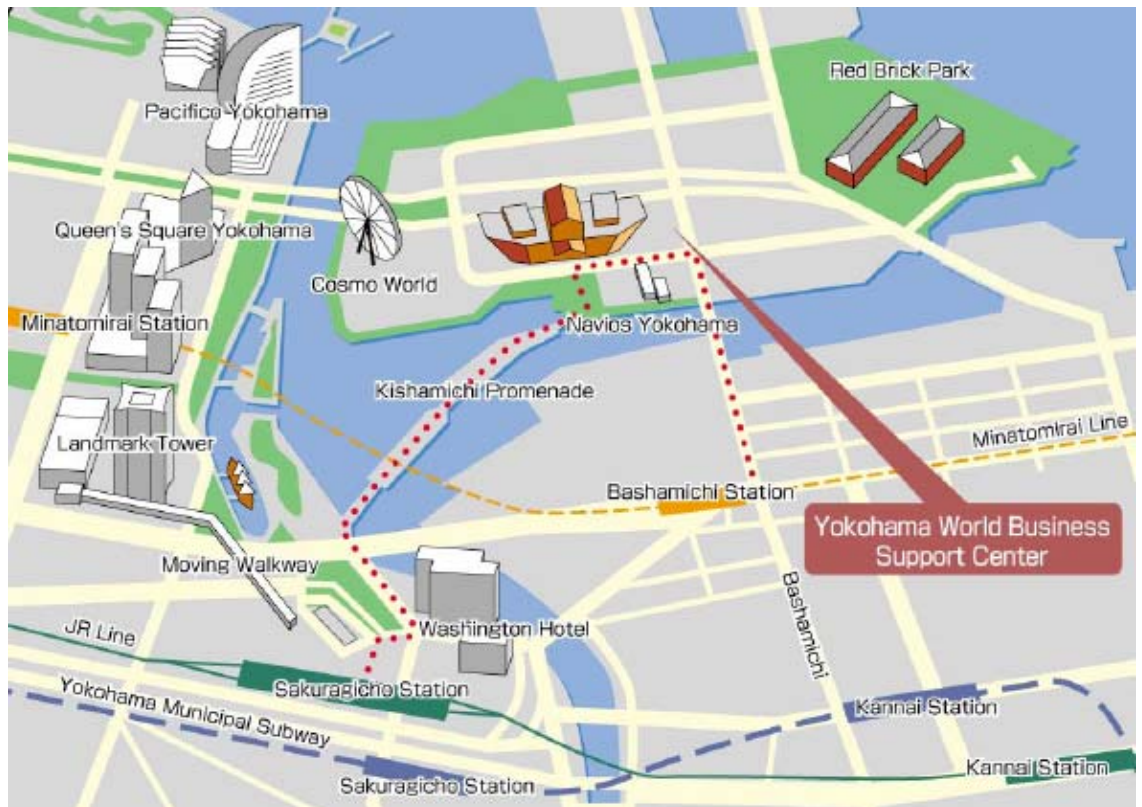 Red Brick Park
Pacifico Yokohama
Queen's Square Yokohama
Cosmo World
Minatomirai Station
Navios Yokohama
Kishamichi Promenade
Landmark Tower
Minatomirai Line
Bashamichi Station
Yokohama World Business
Support Center
Moving Walkway
Bashamichi
Washington Hotel
JR Line
Sakuragicho Station
Yokohama Municipal Subway
Kannai Station
Sakuragicho Station
Kannai Station